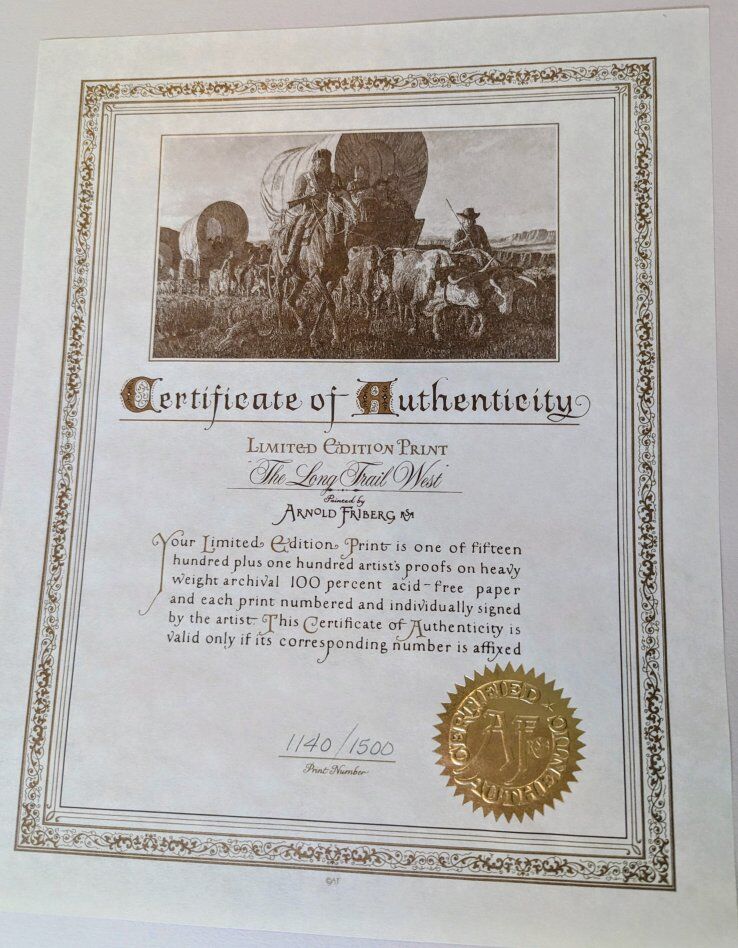 Certificate of Authenticity
LIMITED EDITION PRINT
"The Long Trail West"
Painted by
ARNOLD FRIBERG RSA
Your Limited Edition Print is one of fifteen
hundred plus one hundred artist's proofs on heavy
weight archival 100 percent acid-free paper
and each print numbered and individually signed
by the artist. This Certificate of Authenticity is
valid only if its corresponding number is affixed
1140/1500
Print Number
CERTIFIED
AF RSA
AUTHENTIC
©AF